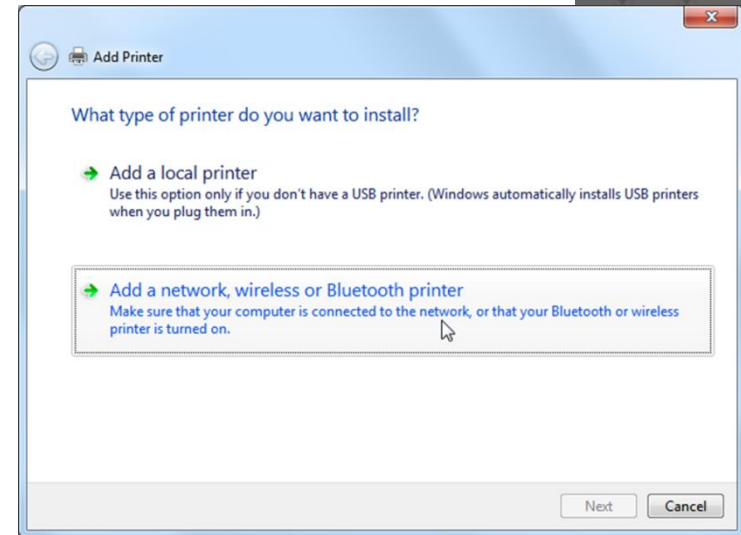 Add Printer
What type of printer do you want to install?
Add a local printer
Use this option only if you don't have a USB printer. (Windows automatically installs USB printers
when you plug them in.)
Add a network, wireless or Bluetooth printer
Make sure that your computer is connected to the network, or that your Bluetooth or wireless
printer is turned on.
Next Cancel